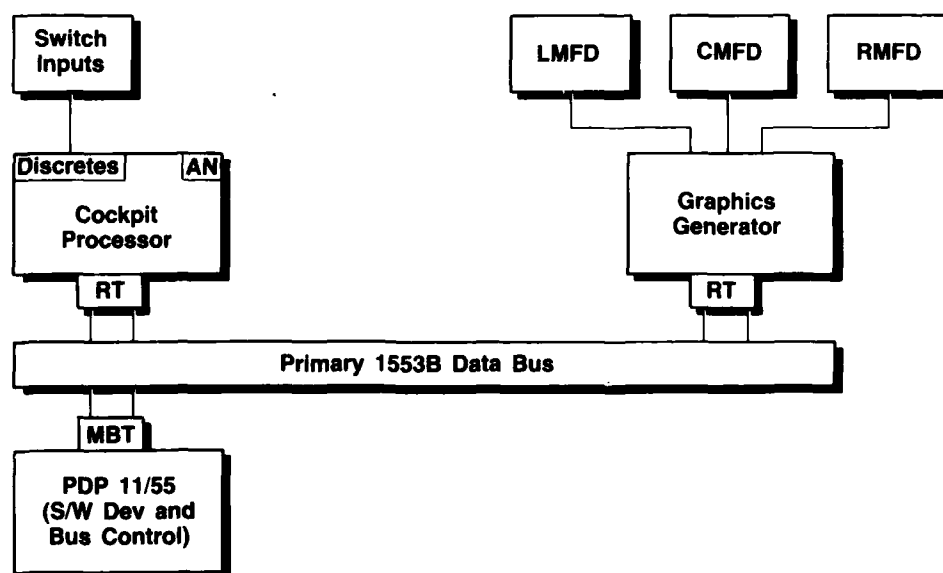 Switch
Inputs
LMFD
CMFD
RMFD
Discretes
AN
Cockpit
Processor
Graphics
Generator
RT
RT
Primary 1553B Data Bus
MBT
PDP 11/55
(S/W Dev and
Bus Control)